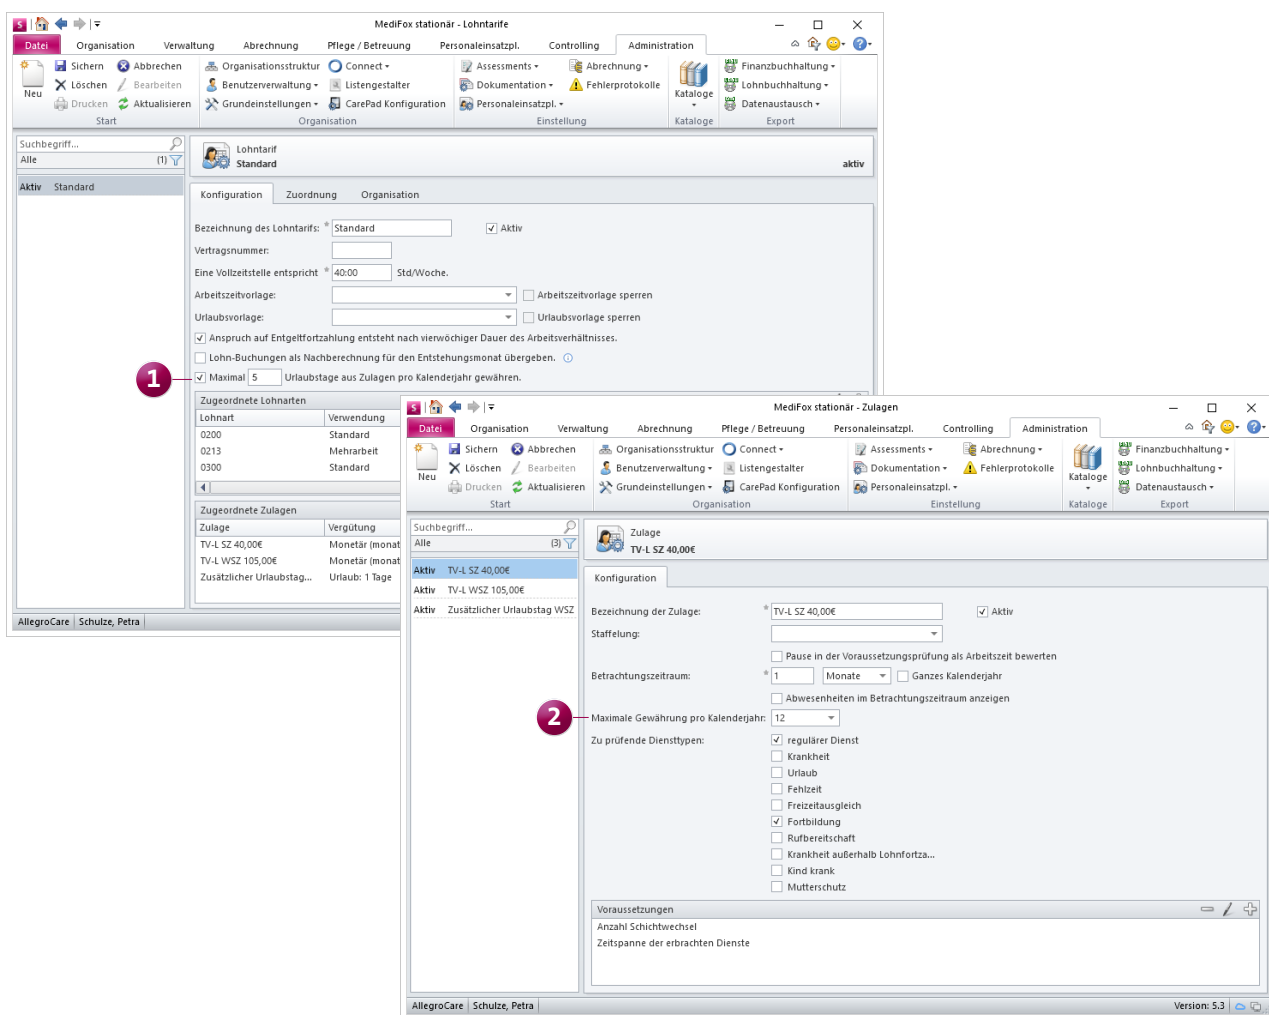 S
MediFox stationär - Lohntarife
Datei Organisation Verwaltung Abrechnung Pflege / Betreuung Personaleinsatzpl. Controlling Administration
Neu
Sichern Abbrechen
Löschen Bearbeiten
Drucken Aktualisieren
Start
Organisationsstruktur Connect
Benutzerverwaltung Listengestalter
Grundeinstellungen CarePad Konfiguration
Organisation
Assessments Abrechnung
Dokumentation Fehlerprotokolle
Personaleinsatzpl.
Einstellung
Kataloge
Kataloge
Finanzbuchhaltung
Lohnbuchhaltung
Datenaustausch
Export
Suchbegriff...
Alle (1)
Aktiv Standard
Lohntarif
Standard aktiv
Konfiguration Zuordnung Organisation
Bezeichnung des Lohntarifs: * Standard Aktiv
Vertragsnummer:
Eine Vollzeitstelle entspricht * 40:00 Std/Woche.
Arbeitszeitvorlage: Arbeitszeitvorlage sperren
Urlaubsvorlage: Urlaubsvorlage sperren
Anspruch auf Entgeltfortzahlung entsteht nach vierwöchiger Dauer des Arbeitsverhältnisses.
Lohn-Buchungen als Nachberechnung für den Entstehungsmonat übergeben.
1 Maximal 5 Urlaubstage aus Zulagen pro Kalenderjahr gewähren.
Zugeordnete Lohnarten
Lohnart Verwendung
0200 Standard
0213 Mehrarbeit
0300 Standard
Zugeordnete Zulagen
Zulage Vergütung
TV-L SZ 40,00€ Monetär (monat
TV-L WSZ 105,00€ Monetär (monat
Zusätzlicher Urlaubstag... Urlaub: 1 Tage
AllegroCare Schulze, Petra
S
MediFox stationär - Zulagen
Datei Organisation Verwaltung Abrechnung Pflege / Betreuung Personaleinsatzpl. Controlling Administration
Neu
Sichern Abbrechen
Löschen Bearbeiten
Drucken Aktualisieren
Start
Organisationsstruktur Connect
Benutzerverwaltung Listengestalter
Grundeinstellungen CarePad Konfiguration
Organisation
Assessments Abrechnung
Dokumentation Fehlerprotokolle
Personaleinsatzpl.
Einstellung
Kataloge
Kataloge
Finanzbuchhaltung
Lohnbuchhaltung
Datenaustausch
Export
Suchbegriff...
Alle (3)
Aktiv TV-L SZ 40,00€
Aktiv TV-L WSZ 105,00€
Aktiv Zusätzlicher Urlaubstag WSZ
Zulage
TV-L SZ 40,00€
Konfiguration
Bezeichnung der Zulage: * TV-L SZ 40,00€ Aktiv
Staffelung:
Pause in der Voraussetzungsprüfung als Arbeitszeit bewerten
Betrachtungszeitraum: * 1 Monate Ganzes Kalenderjahr
Abwesenheiten im Betrachtungszeitraum anzeigen
2 Maximale Gewährung pro Kalenderjahr: 12
Zu prüfende Diensttypen: regulärer Dienst
Krankheit
Urlaub
Fehlzeit
Freizeitausgleich
Fortbildung
Rufbereitschaft
Krankheit außerhalb Lohnfortza...
Kind krank
Mutterschutz
Voraussetzungen
Anzahl Schichtwechsel
Zeitspanne der erbrachten Dienste
AllegroCare Schulze, Petra Version: 5.3